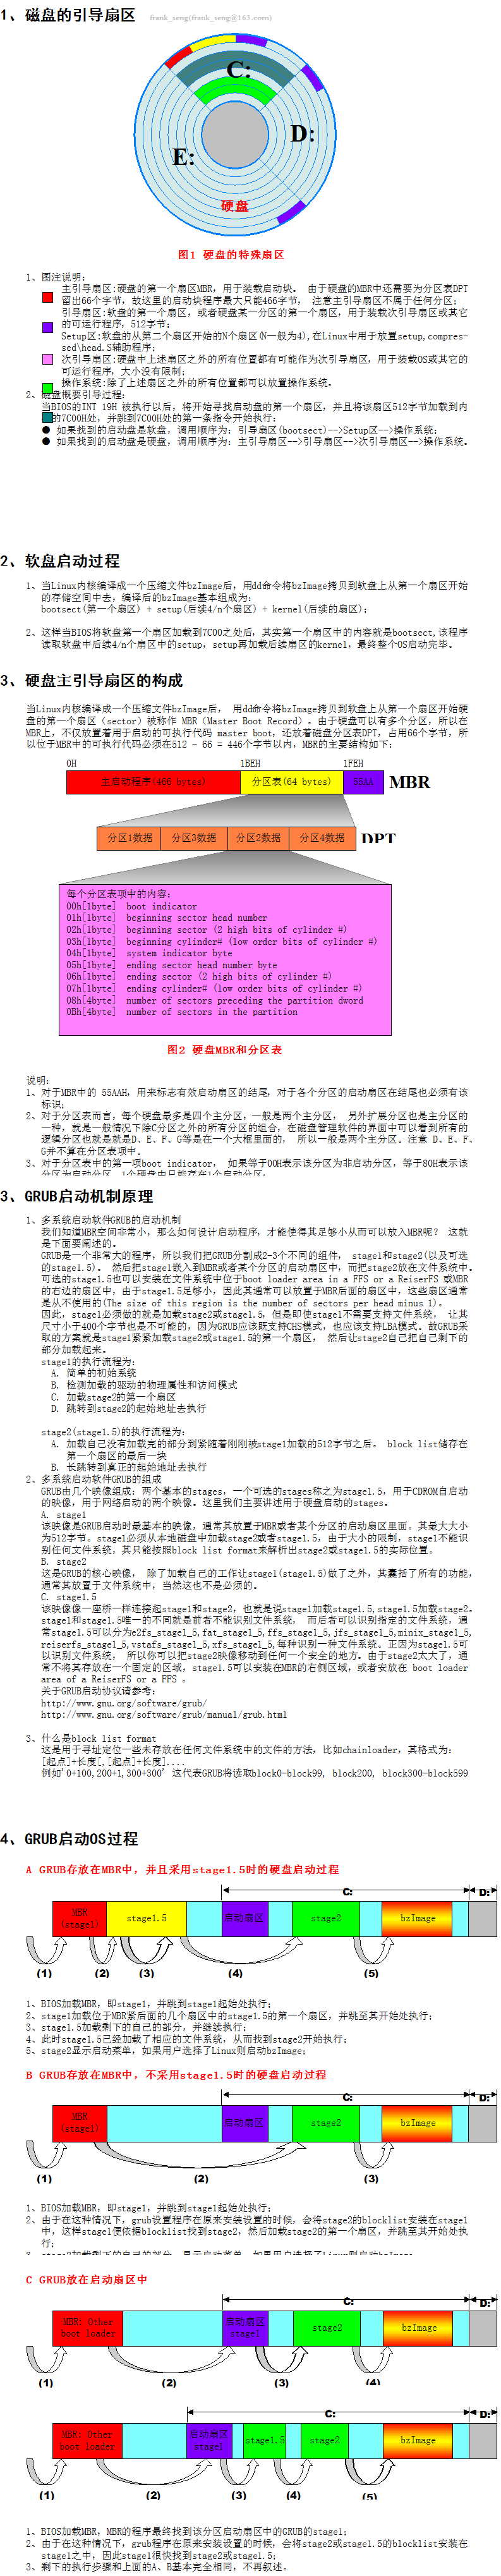 1、磁盘的引导扇区 frank_seng(frank_seng@163.com)
C:
D:
E:
硬盘
图1 硬盘的特殊扇区
1、图注说明;
主引导扇区:硬盘的第一个扇区MBR，用于装载启动块。 由于硬盘的MBR中还需要为分区表DPT
留出66个字节，故这里的启动块程序最大只能466字节， 注意主引导扇区不属于任何分区;
引导扇区:软盘的第一个扇区，或者硬盘某一分区的第一个扇区，用于装载次引导扇区或其它
的可运行程序，512字节;
Setup区:软盘的从第二个扇区开始的N个扇区(N一般为4),在Linux中用于放置setup,compres-
sed\head.S辅助程序;
次引导扇区:硬盘中上述扇区之外的所有位置都有可能作为次引导扇区，用于装载OS或其它的
可运行程序，大小没有限制;
操作系统:除了上述扇区之外的所有位置都可以放置操作系统。
2、磁盘概要引导过程:
当BIOS的INT 19H 被执行以后，将开始寻找启动盘的第一个扇区，并且将该扇区512字节加载到内
的7C00H处，并跳到7C00H处的第一条指令开始执行;
● 如果找到的启动盘是软盘，调用顺序为: 引导扇区(bootsect)-->Setup区-->操作系统;
● 如果找到的启动盘是硬盘，调用顺序为: 主引导扇区-->引导扇区-->次引导扇区-->操作系统。
2、软盘启动过程
1、当Linux内核编译成一个压缩文件bzImage后，用dd命令将bzImage拷贝到软盘上从第一个扇区开始
的存储空间中去，编译后的bzImage基本组成为:
bootsect(第一个扇区) + setup(后续4/n个扇区) + kernel(后续的扇区);
2、这样当BIOS将软盘第一个扇区加载到7C00之处后，其实第一个扇区中的内容就是bootsect,该程序
读取软盘中后续4/n个扇区中的setup，setup再加载后续扇区的kernel，最终整个OS启动完毕。
3、硬盘主引导扇区的构成
当Linux内核编译成一个压缩文件bzImage后， 用dd命令将bzImage拷贝到软盘上从第一个扇区开始硬
盘的第一个扇区（sector）被称作 MBR（Master Boot Record）。由于硬盘可以有多个分区，所以在
MBR上，不仅放置着用于启动的可执行代码 master boot，还放着磁盘分区表DPT，占用66个字节，所
以位于MBR中的可执行代码必须在512 - 66 = 446个字节以内，MBR的主要结构如下:
0H 1BEH 1FEH
主启动程序(466 bytes) 分区表(64 bytes) 55AA MBR
分区1数据 分区3数据 分区2数据 分区4数据 DPT
每个分区表项中的内容:
00h[1byte] boot indicator
01h[1byte] beginning sector head number
02h[1byte] beginning sector (2 high bits of cylinder #)
03h[1byte] beginning cylinder# (low order bits of cylinder #)
04h[1byte] system indicator byte
05h[1byte] ending sector head number byte
06h[1byte] ending sector (2 high bits of cylinder #)
07h[1byte] ending cylinder# (low order bits of cylinder #)
08h[4byte] number of sectors preceding the partition dword
0Bh[4byte] number of sectors in the partition
图2 硬盘MBR和分区表
说明:
1、对于MBR中的 55AAH，用来标志有效启动扇区的结尾，对于各个分区的启动扇区在结尾也必须有该
标识;
2、对于分区表而言，每个硬盘最多是四个主分区，一般是两个主分区， 另外扩展分区也是主分区的
一种，就是一般情况下除C分区之外的所有分区的组合，在磁盘管理软件的界面中可以看到所有的
逻辑分区也就是就是D、E、F、G等是在一个大框里面的， 所以一般是两个主分区。注意 D、E、F、
G并不算在分区表项中。
3、对于分区表中的第一项boot indicator， 如果等于00H表示该分区为非启动分区，等于80H表示该
分区为启动分区，1个硬盘中只能存在1个启动分区;
3、GRUB启动机制原理
1、多系统启动软件GRUB的启动机制
我们知道MBR空间非常小，那么如何设计启动程序，才能使得其足够小从而可以放入MBR呢？ 这就
是下面要阐述的。
GRUB是一个非常大的程序，所以我们把GRUB分割成2-3个不同的组件， stage1和stage2(以及可选
的stage1.5)。 然后把stage1嵌入到MBR或者某个分区的启动扇区中，而把stage2放在文件系统中。
可选的stage1.5也可以安装在文件系统中位于boot loader area in a FFS or a ReiserFS 或MBR
的右边的扇区中，由于stage1.5足够小，因此其通常可以放置于MBR后面的扇区中，这些扇区通常
是从不使用的(The size of this region is the number of sectors per head minus 1)。
因此，stage1必须做的就是加载stage2或stage1.5，但是即使stage1不需要支持文件系统， 让其
尺寸小于400个字节也是不可能的，因为GRUB应该既支持CHS模式，也应该支持LBA模式。故GRUB采
取的方案就是stage1紧紧加载stage2或stage1.5的第一个扇区， 然后让stage2自己把自己剩下的
部分加载起来。
stage1的执行流程为:
A. 简单的初始系统
B. 检测加载的驱动的物理属性和访问模式
C. 加载stage2的第一个扇区
D. 跳转到stage2的起始地址去执行
stage2(stage1.5)的执行流程为:
A. 加载自己没有加载完的部分到紧随着刚刚被stage1加载的512字节之后。 block list储存在
第一个扇区的最后一块
B. 长跳转到真正的起始地址去执行
2、多系统启动软件GRUB的组成
GRUB由几个映像组成: 两个基本的stages，一个可选的stages称之为stage1.5，用于CDROM自启动
的映像，用于网络启动的两个映像。这里我们主要讲述用于硬盘启动的stages。
A. stage1
该映像是GRUB启动时最基本的映像，通常其放置于MBR或者某个分区的启动扇区里面。其最大大小
为512字节。stage1必须从本地磁盘中加载stage2或者stage1.5，由于大小的限制，stage1不能识
别任何文件系统，其只能按照block list format来解析出stage2或stage1.5的实际位置。
B. stage2
这是GRUB的核心映像， 除了加载自己的工作让stage1(stage1.5)做了之外，其囊括了所有的功能，
通常其放置于文件系统中，当然这也不是必须的。
C. stage1.5
该映像像一座桥一样连接起stage1和stage2，也就是说stage1加载stage1.5,stage1.5加载stage2。
stage1和stage1.5唯一的不同就是前者不能识别文件系统， 而后者可以识别指定的文件系统，通
常stage1.5可以分为e2fs_stage1_5,fat_stage1_5,ffs_stage1_5,jfs_stage1_5,minix_stage1_5,
reiserfs_stage1_5,vstafs_stage1_5,xfs_stage1_5,每种识别一种文件系统。正因为stage1.5可
以识别文件系统， 所以你可以把stage2映像移动到任何一个安全的地方。由于stage2太大了，通
常不将其存放在一个固定的区域，stage1.5可以安装在MBR的右侧区域，或者安放在 boot loader
area of a ReiserFS or a FFS 。
关于GRUB启动协议请参考:
http://www.gnu.org/software/grub/
http://www.gnu.org/software/grub/manual/grub.html
3、什么是block list format
这是用于寻址定位一些未存放在任何文件系统中的文件的方法，比如chainloader，其格式为:
[起点]+长度[,[起点]+长度]....
例如'0+100,200+1,300+300' 这代表GRUB将读取block0-block99, block200, block300-block599
4、GRUB启动OS过程
A GRUB存放在MBR中，并且采用stage1.5时的硬盘启动过程
C: D:
MBR
(stage1) stage1.5 启动扇区 stage2 bzImage
(1) (2) (3) (4) (5)
1、BIOS加载MBR，即stage1，并跳到stage1起始处执行;
2、stage1加载位于MBR紧后面的几个扇区中的stage1.5的第一个扇区，并跳至其开始处执行;
3、stage1.5加载剩下的自己的部分，并继续执行;
4、此时stage1.5已经加载了相应的文件系统，从而找到stage2开始执行;
5、stage2显示启动菜单，如果用户选择了Linux则启动bzImage;
B GRUB存放在MBR中，不采用stage1.5时的硬盘启动过程
C: D:
MBR
(stage1) 启动扇区 stage2 bzImage
(1) (2) (3)
1、BIOS加载MBR，即stage1，并跳到stage1起始处执行;
2、由于在这种情况下，grub设置程序在原来安装设置的时候，会将stage2的blocklist安装在stage1
中，这样stage1便依据blocklist找到stage2，然后加载stage2的第一个扇区，并跳至其开始处执
行;
3、stage2加载剩下的自己的部分，显示启动菜单，如果用户选择了Linux则启动bzImage;
C GRUB放在启动扇区中
C: D:
MBR: Other
boot loader 启动扇区
stage1 stage2 bzImage
(1) (2) (3) (4)
C: D:
MBR: Other
boot loader 启动扇区
stage1 stage1.5 stage2 bzImage
(1) (2) (3) (4) (5)
1、BIOS加载MBR，MBR的程序最终找到该分区启动扇区中的GRUB的stage1;
2、由于在这种情况下，grub程序在原来安装设置的时候，会将stage2或stage1.5的blocklist安装在
stage1之中，因此stage1很快找到stage2或stage1.5;
3、剩下的执行步骤和上面的A、B基本完全相同，不再叙述。